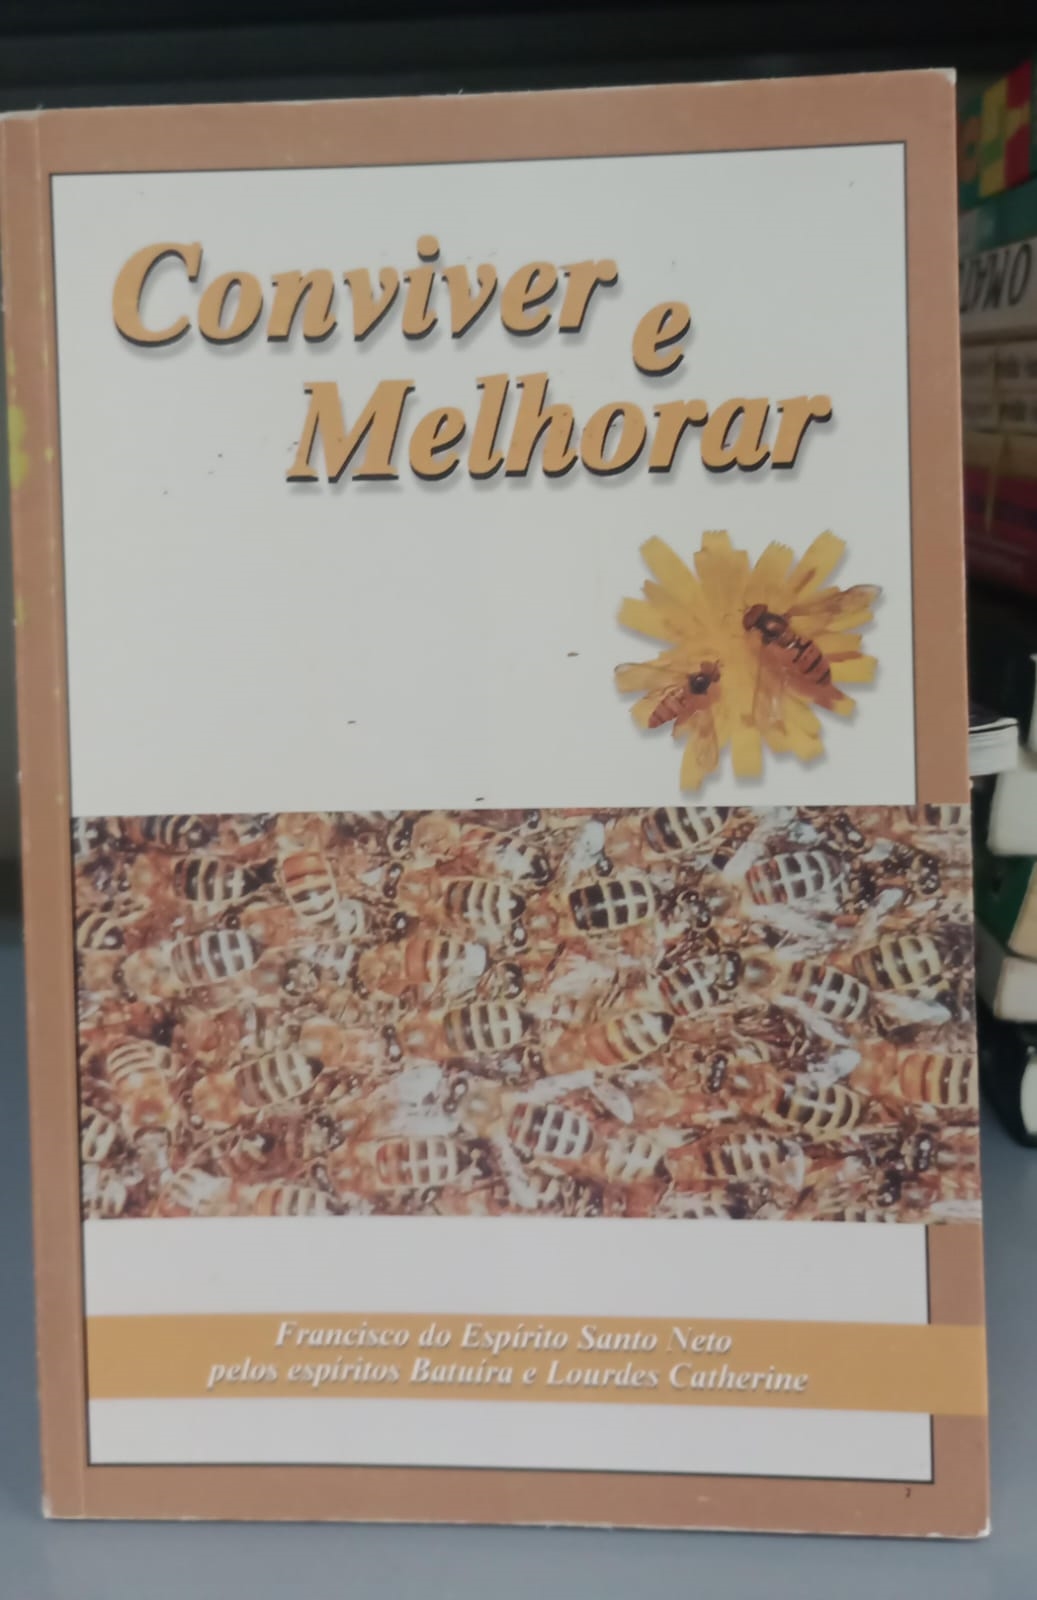 Conviver
e
Melhorar
Francisco do Espírito Santo Neto
pelos espíritos Batuíra e Lourdes Catherine